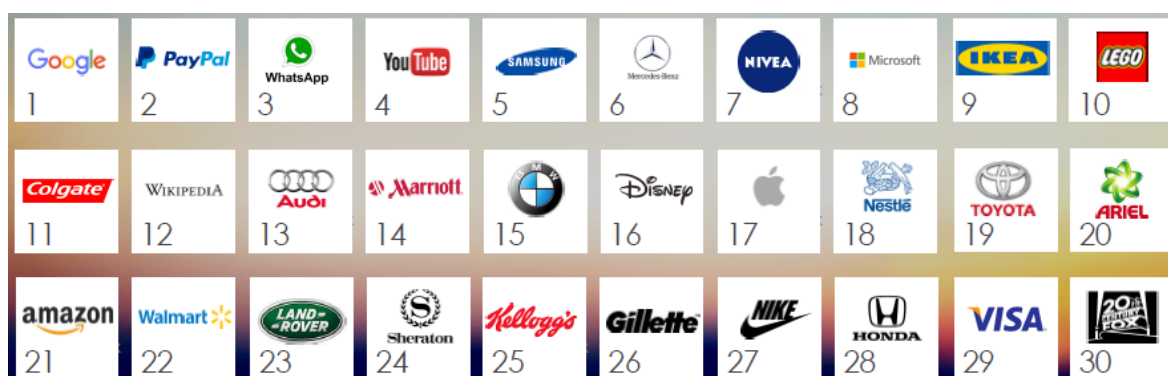 Google
1
PayPal
2
WhatsApp
3
YouTube
4
SAMSUNG
5
Mercedes-Benz
6
NIVEA
7
Microsoft
8
IKEA
9
LEGO
10
Colgate
11
WIKIPEDIA
12
Audi
13
Marriott
14
BMW
15
Disney
16
17
Nestlé
18
TOYOTA
19
ARIEL
20
amazon
21
Walmart
22
LAND-
-ROVER
23
S
Sheraton
24
Kellogg's
25
Gillette
26
NIKE
27
HONDA
28
VISA
29
20th
CENTURY
FOX
30